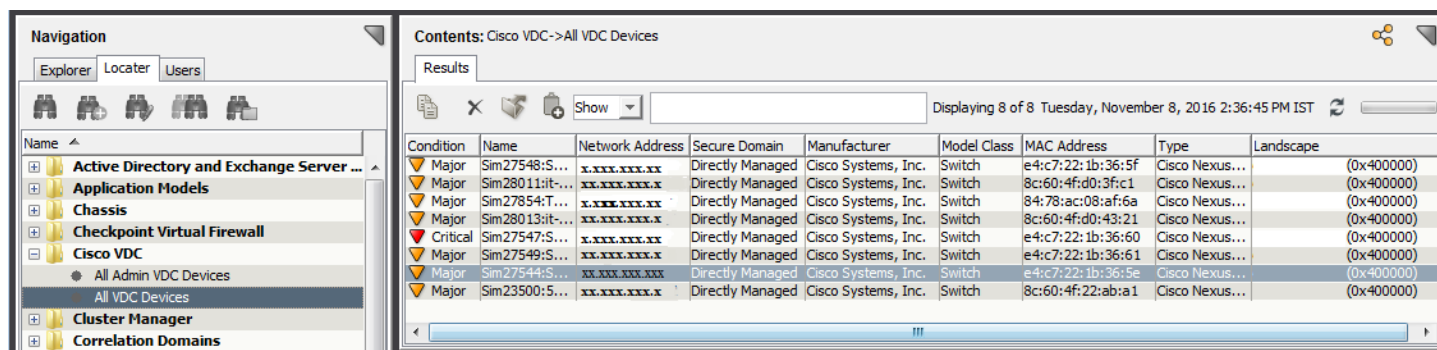 Navigation
Explorer Locater Users
Name
Active Directory and Exchange Server ...
Application Models
Chassis
Checkpoint Virtual Firewall
Cisco VDC
All Admin VDC Devices
All VDC Devices
Cluster Manager
Correlation Domains
Contents: Cisco VDC->All VDC Devices
Results
Show Displaying 8 of 8 Tuesday, November 8, 2016 2:36:45 PM IST
Condition Name Network Address Secure Domain Manufacturer Model Class MAC Address Type Landscape
Major Sim27548:S... x.xxx.xxx.xx Directly Managed Cisco Systems, Inc. Switch e4:c7:22:1b:36:5f Cisco Nexus... (0x400000)
Major Sim28011:it-... xx.xxx.xxx.x Directly Managed Cisco Systems, Inc. Switch 8c:60:4f:d0:3f:c1 Cisco Nexus... (0x400000)
Major Sim27854:T... x.xxx.xxx.xx Directly Managed Cisco Systems, Inc. Switch 84:78:ac:08:af:6a Cisco Nexus... (0x400000)
Major Sim28013:it-... xx.xxx.xxx.x Directly Managed Cisco Systems, Inc. Switch 8c:60:4f:d0:43:21 Cisco Nexus... (0x400000)
Critical Sim27547:S... x.xxx.xxx.xx Directly Managed Cisco Systems, Inc. Switch e4:c7:22:1b:36:60 Cisco Nexus... (0x400000)
Major Sim27549:S... xx.xxx.xxx.x Directly Managed Cisco Systems, Inc. Switch e4:c7:22:1b:36:61 Cisco Nexus... (0x400000)
Major Sim27544:S... xx.xxx.xxx.xxx Directly Managed Cisco Systems, Inc. Switch e4:c7:22:1b:36:5e Cisco Nexus... (0x400000)
Major Sim23500:5... xx.xxx.xxx.x Directly Managed Cisco Systems, Inc. Switch 8c:60:4f:22:ab:a1 Cisco Nexus... (0x400000)